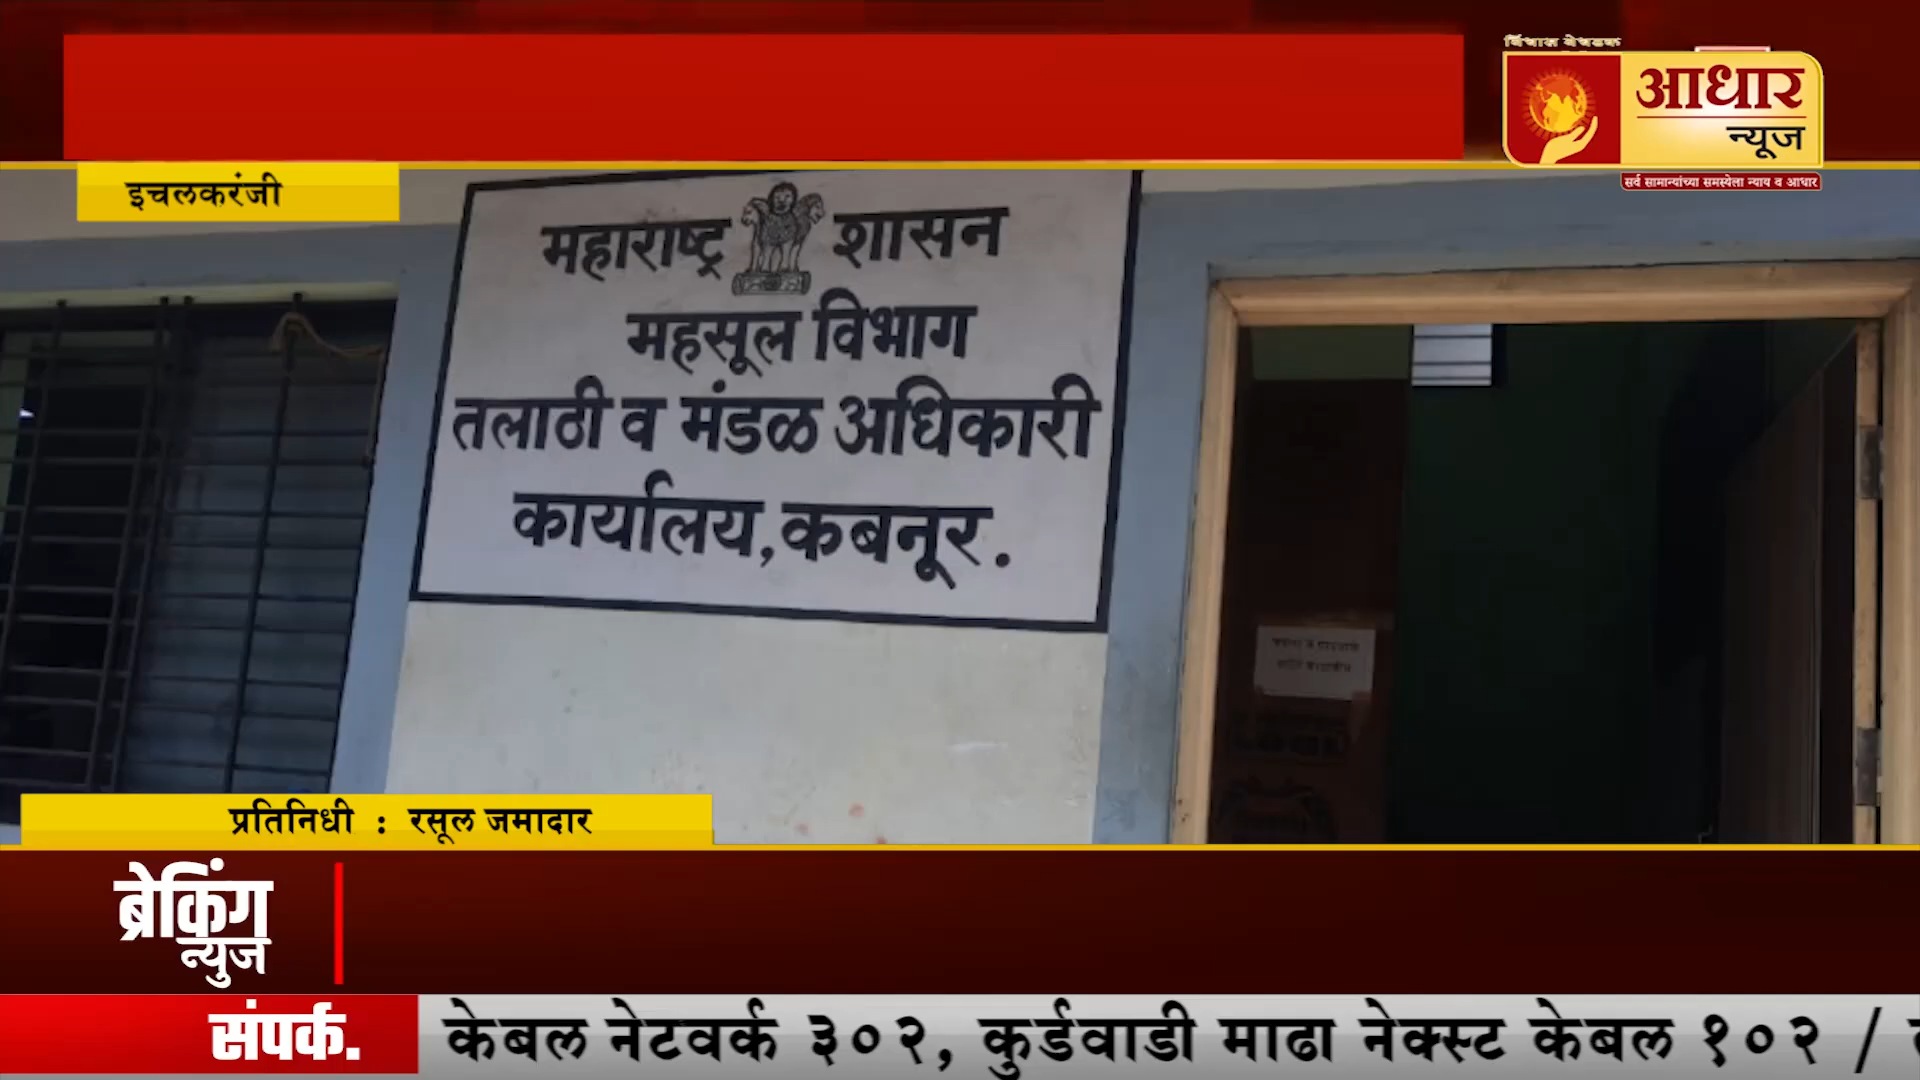 आधार
न्यूज
सर्व सामान्यांच्या समस्येला न्याय व आधार
इचलकरंजी
महाराष्ट्र शासन
महसूल विभाग
तलाठी व मंडळ अधिकारी
कार्यालय, कबनूर.
प्रतिनिधी : रसूल जमादार
ब्रेकिंग
न्युज
संपर्क.
केबल नेटवर्क ३०२, कुर्डवाडी माढा नेक्स्ट केबल १०२ /